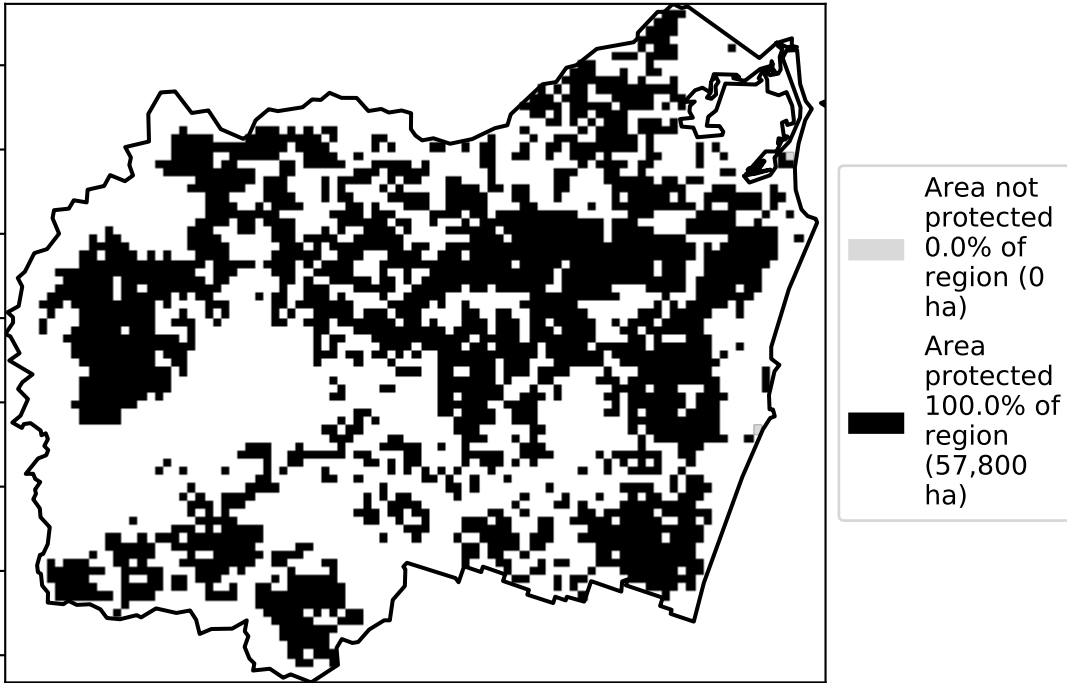 Area not
protected
0.0% of
region (0
ha)
Area
protected
100.0% of
region
(57,800
ha)